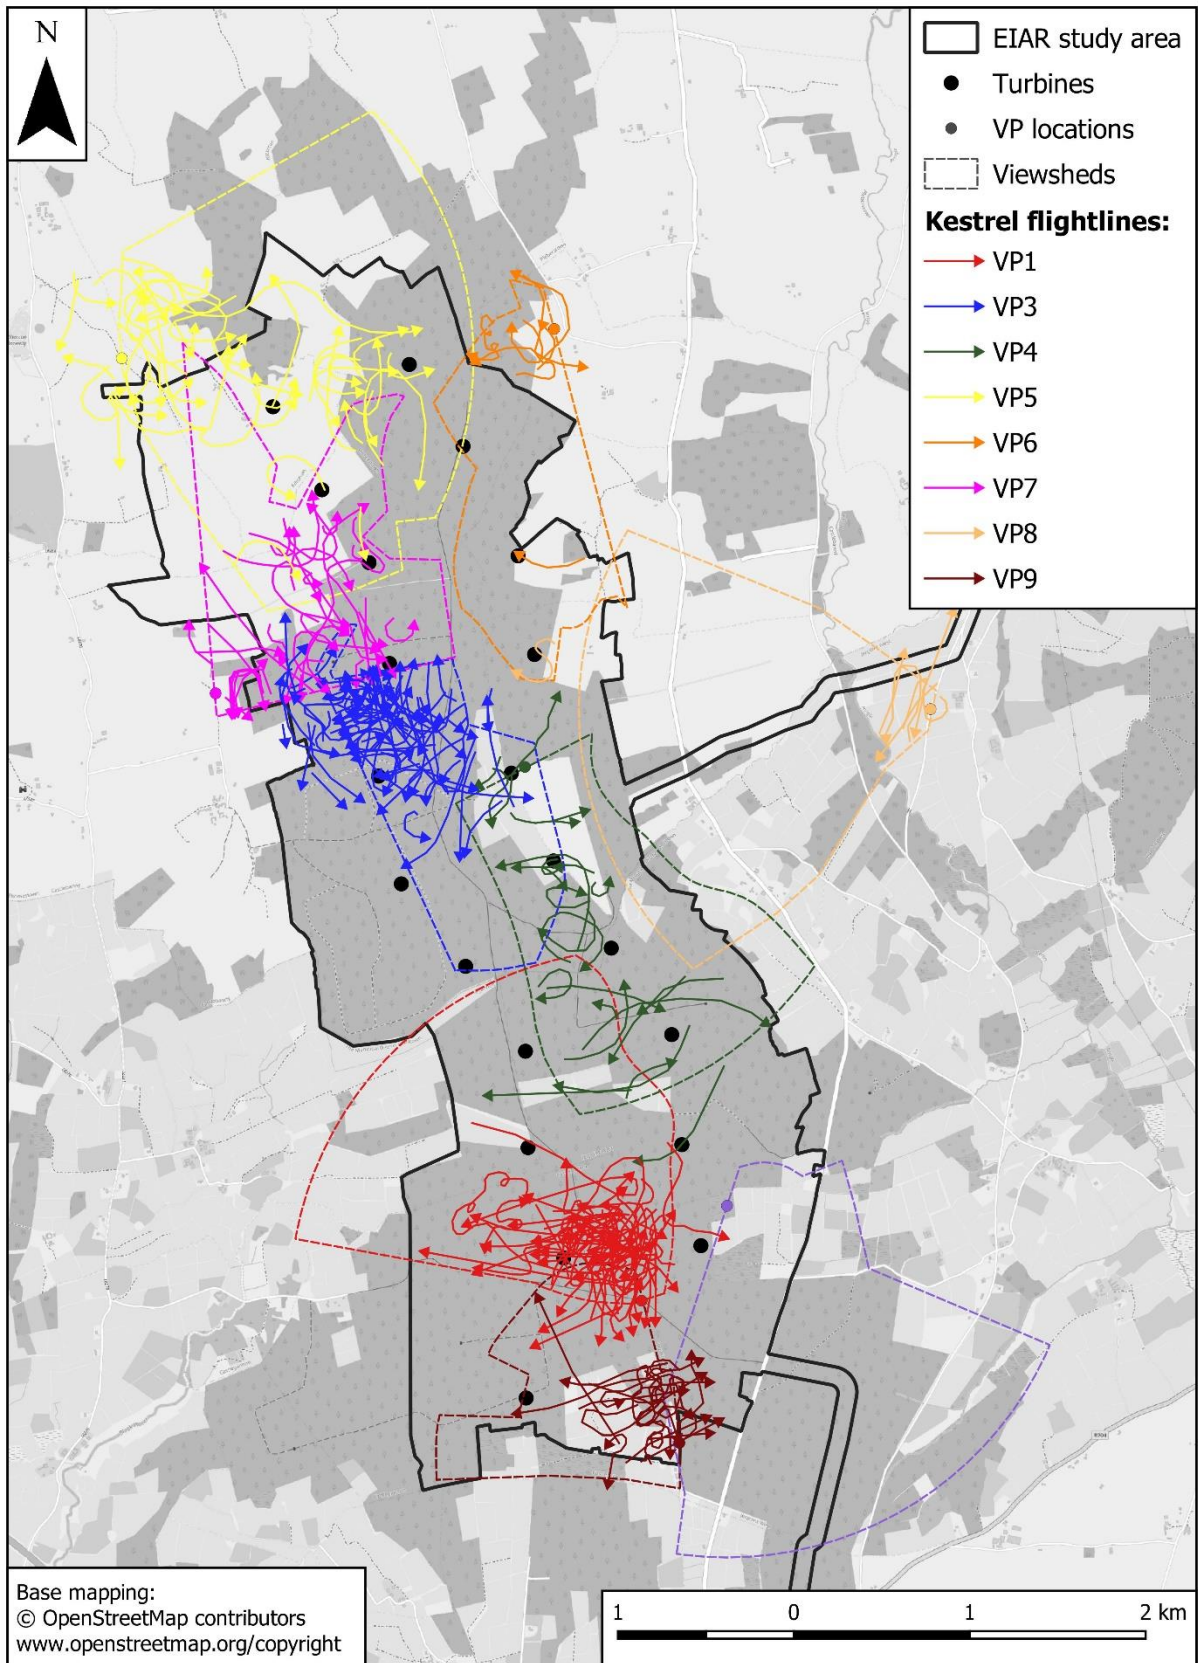 N
EIAR study area
Turbines
VP locations
Viewsheds
Kestrel flightlines:
VP1
VP3
VP4
VP5
VP6
VP7
VP8
VP9
Base mapping:
© OpenStreetMap contributors
www.openstreetmap.org/copyright
1 0 1 2 km